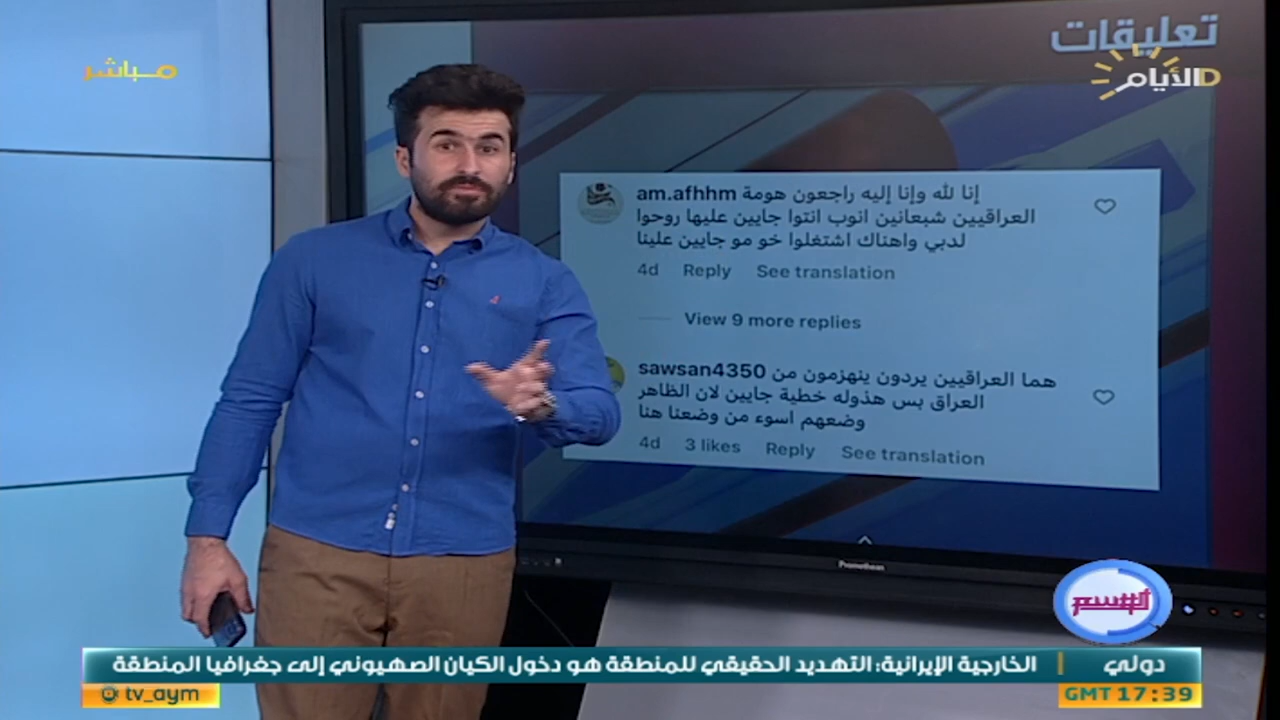 تعليقات
مباشر
الأيام
am.afhhm إنا لله وإنا إليه راجعون هومة
العراقيين شبعانين انوب انتوا جايين عليها روحوا
لدبي واهناك اشتغلوا خو مو جايين علينا
4d Reply See translation
View 9 more replies
sawsan4350 هما العراقيين يردون ينهزمون من
العراق بس هذوله خطية جايين لان الظاهر
وضعهم اسوء من وضعنا هنا
4d 3 likes Reply See translation
Promethean
دولي | الخارجية الإيرانية: التهديد الحقيقي للمنطقة هو دخول الكيان الصهيوني إلى جغرافيا المنطقة
tv_aym
GMT 17:39